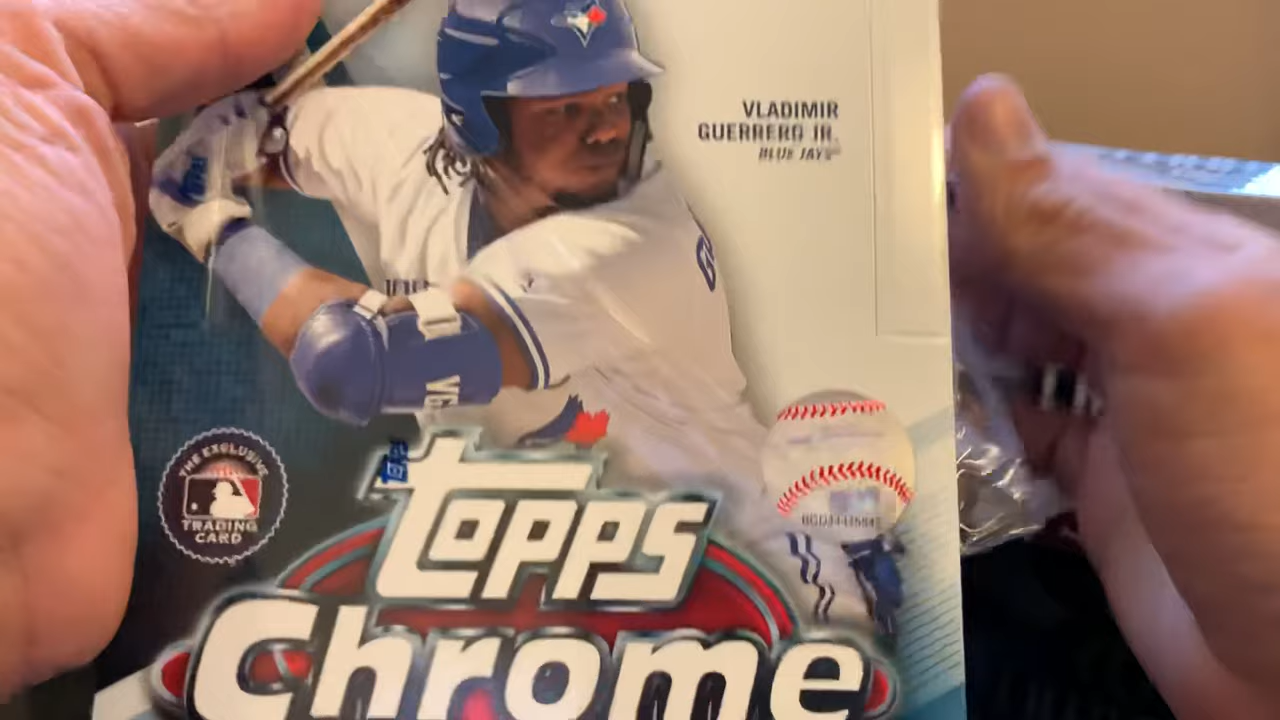 VLADIMIR
GUERRERO JR.
BLUE JAYS
THE EXCLUSIVE
TRADING
CARD
Topps
Chrome